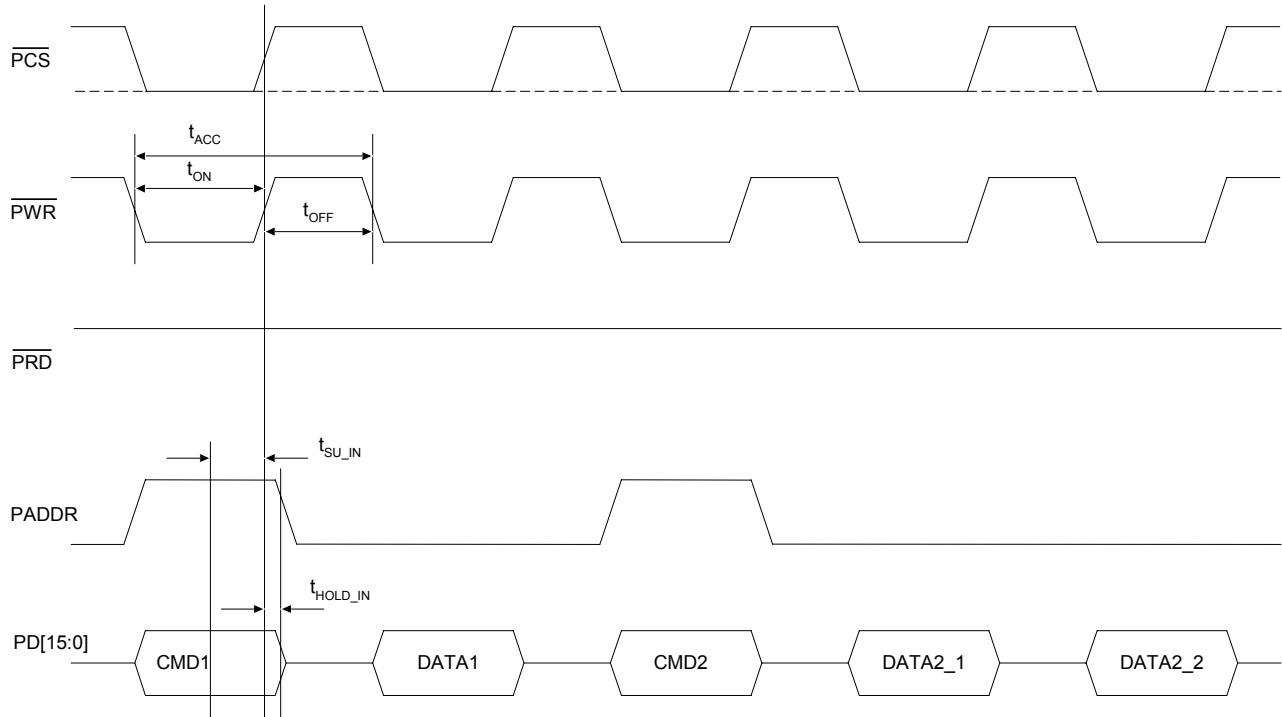 PCS
tACC
tON
PWR
tOFF
PRD
tSU_IN
PADDR
tHOLD_IN
PD[15:0]
CMD1 DATA1 CMD2 DATA2_1 DATA2_2